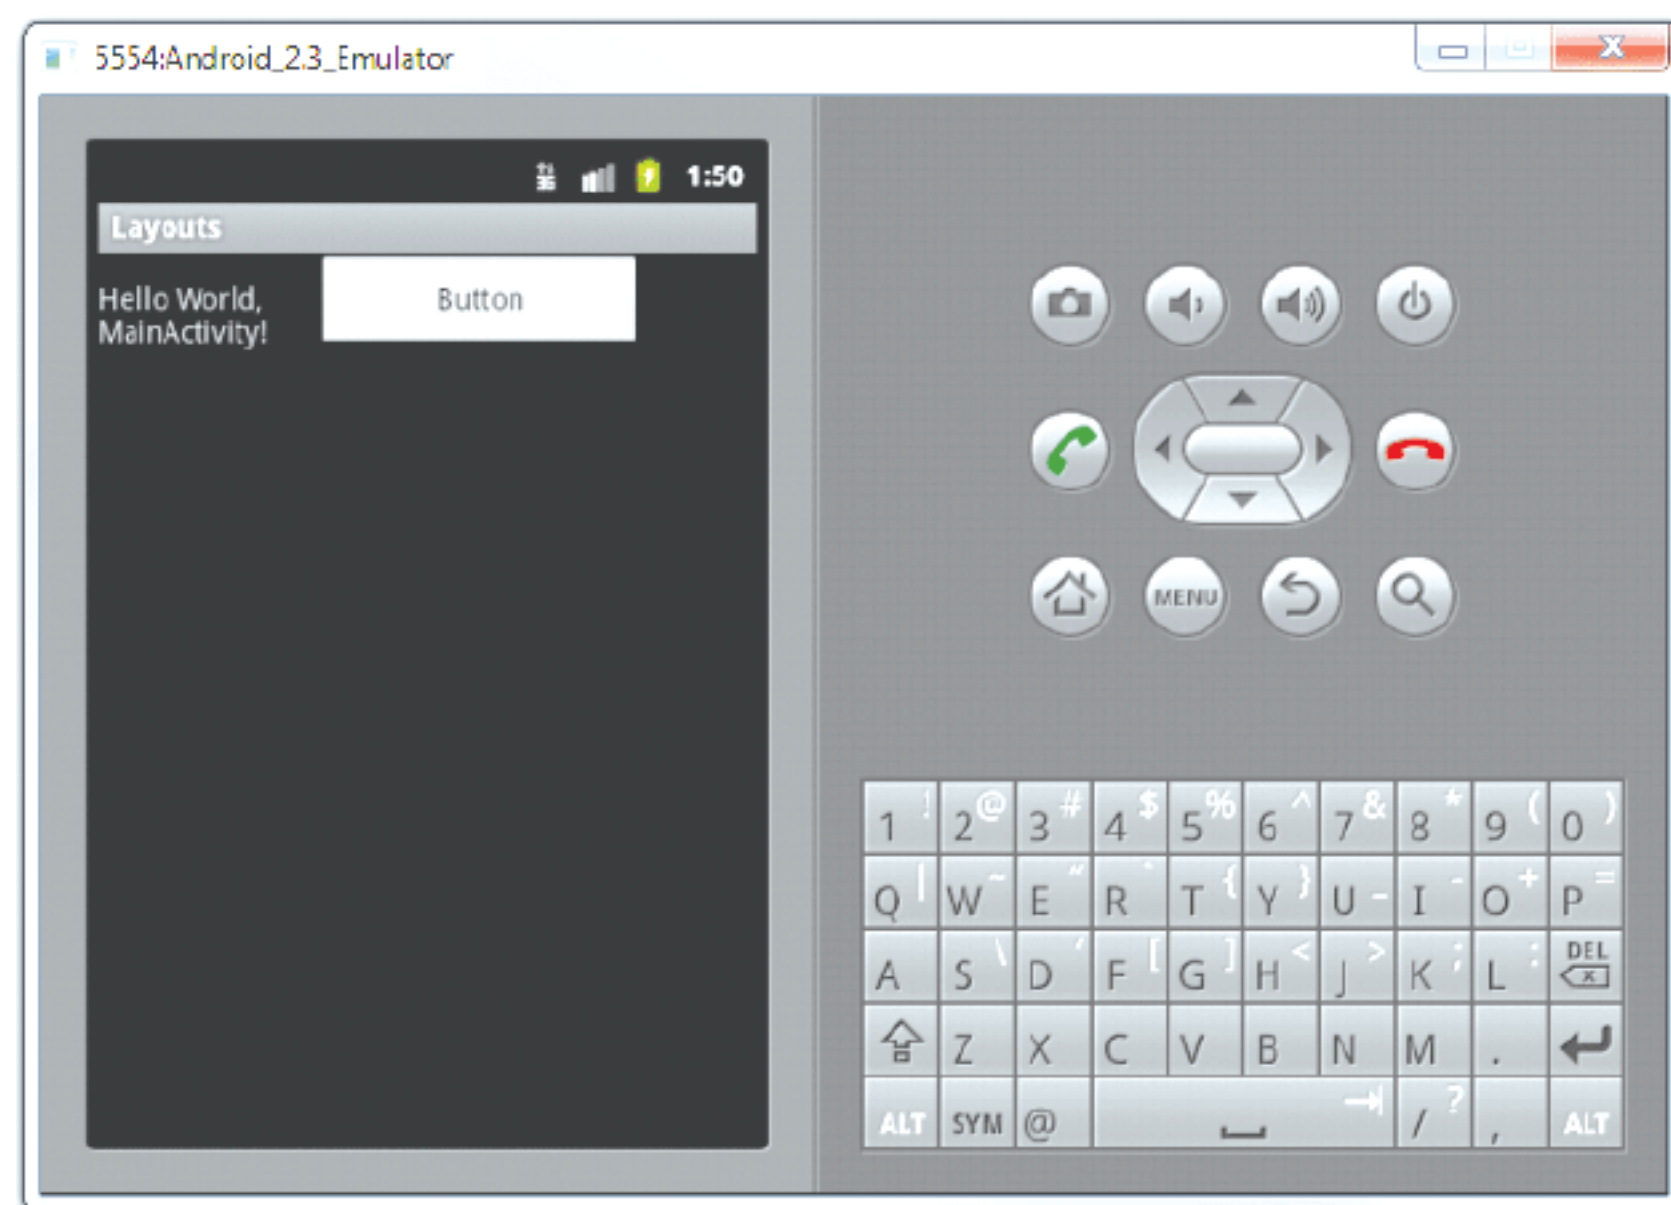 5554:Android_2.3_Emulator
3G 1:50
Layouts
Hello World,
MainActivity!
Button
MENU
1 ! 2 @ 3 # 4 $ 5 % 6 ^ 7 & 8 * 9 ( 0 )
Q | W ~ E " R ` T { Y } U _ I - O + P =
A S \ D ' F [ G ] H < J > K ; L : DEL
Z X C V B N M .
ALT SYM @ / ? , ALT